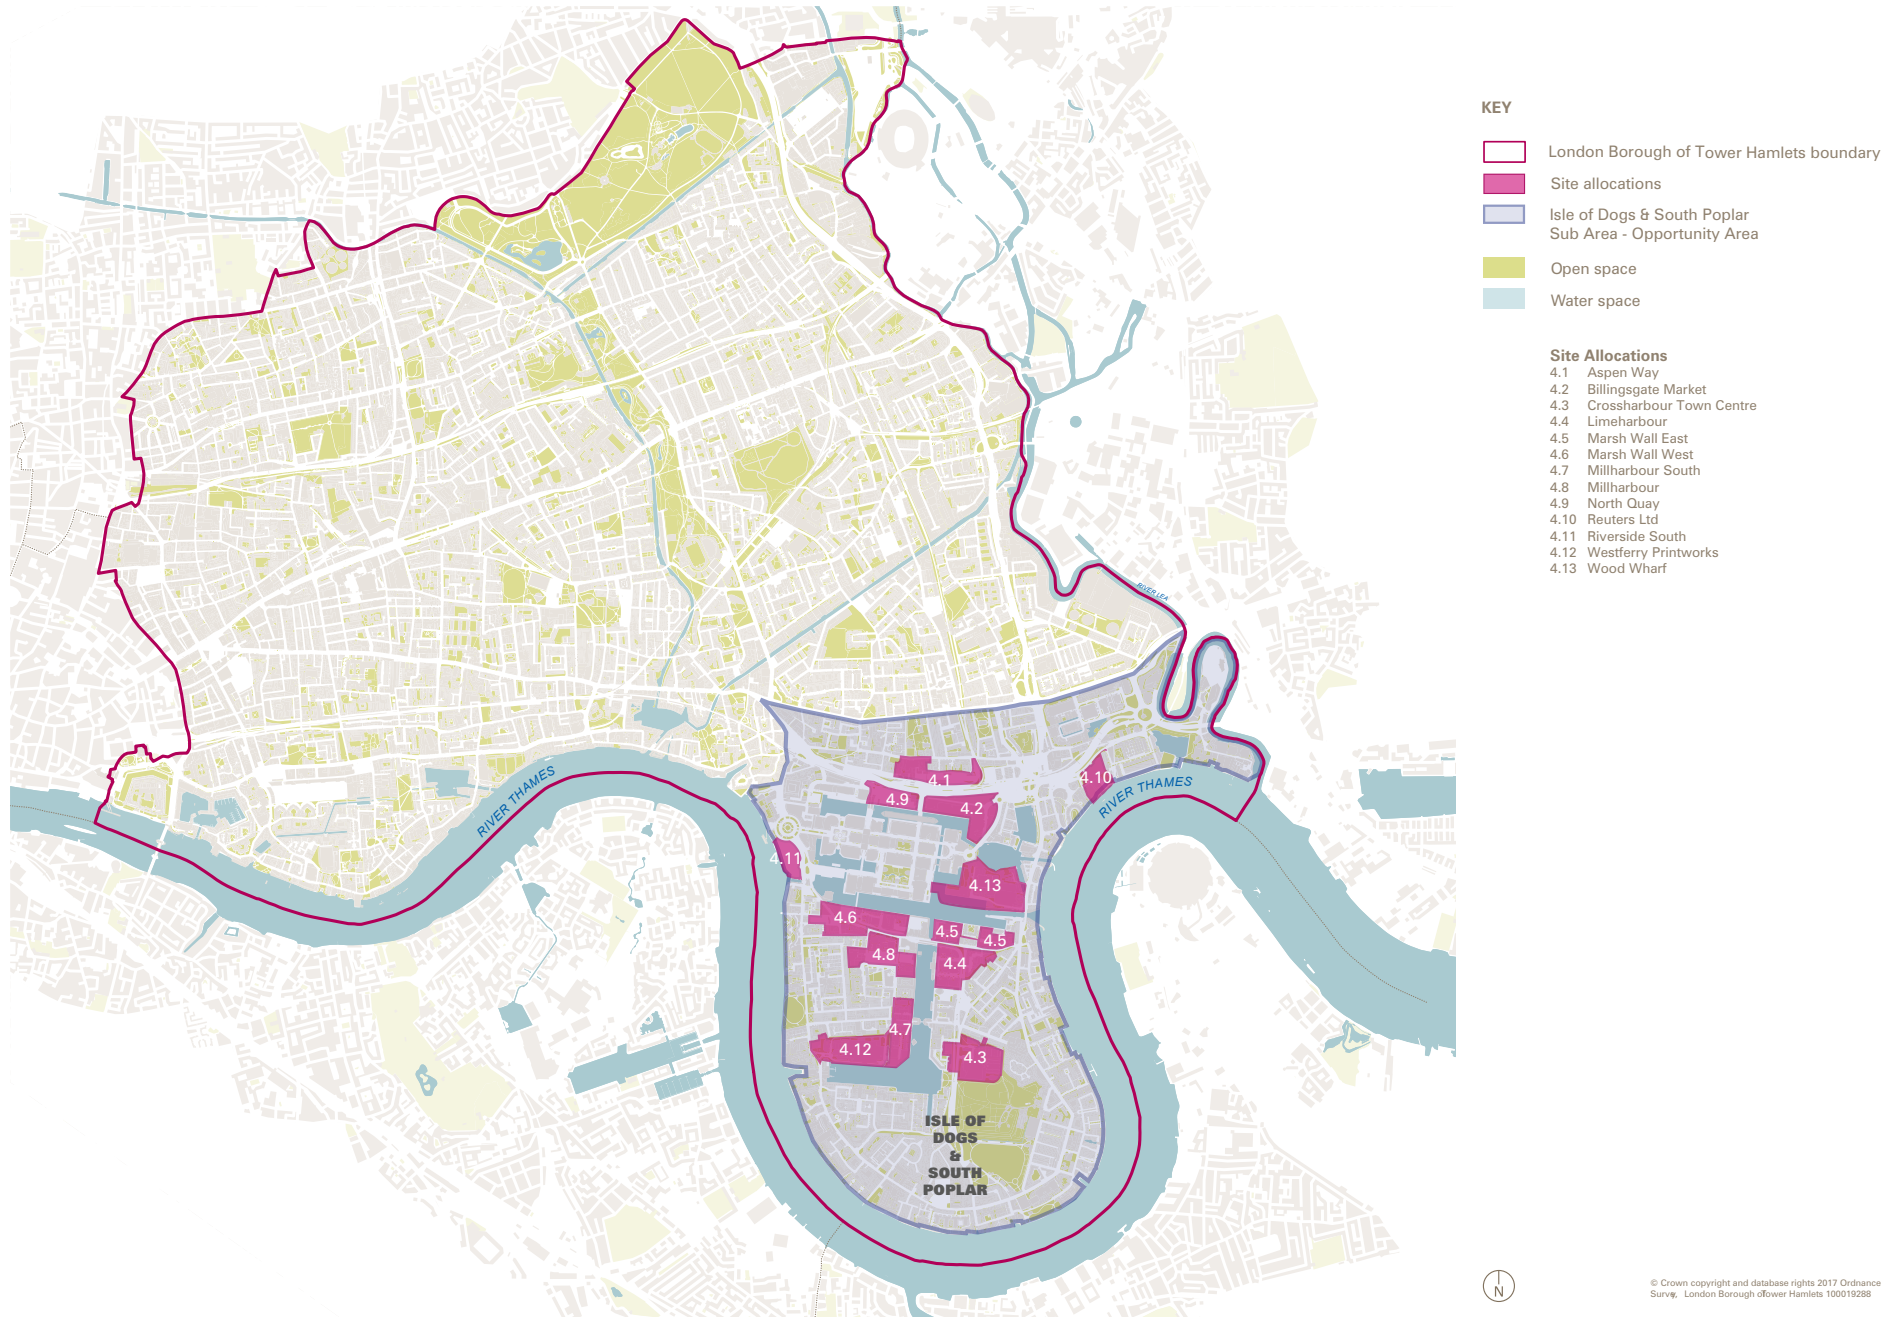 KEY
London Borough of Tower Hamlets boundary
Site allocations
Isle of Dogs & South Poplar
Sub Area - Opportunity Area
Open space
Water space
Site Allocations
4.1 Aspen Way
4.2 Billingsgate Market
4.3 Crossharbour Town Centre
4.4 Limeharbour
4.5 Marsh Wall East
4.6 Marsh Wall West
4.7 Millharbour South
4.8 Millharbour
4.9 North Quay
4.10 Reuters Ltd
4.11 Riverside South
4.12 Westferry Printworks
4.13 Wood Wharf
RIVER LEA
RIVER THAMES
RIVER THAMES
4.1
4.10
4.9
4.2
4.11
4.13
4.6
4.5
4.5
4.8
4.4
4.7
4.12
4.3
ISLE OF
DOGS
&
SOUTH
POPLAR
N
© Crown copyright and database rights 2017 Ordnance
London Borough of Tower Hamlets 100019288